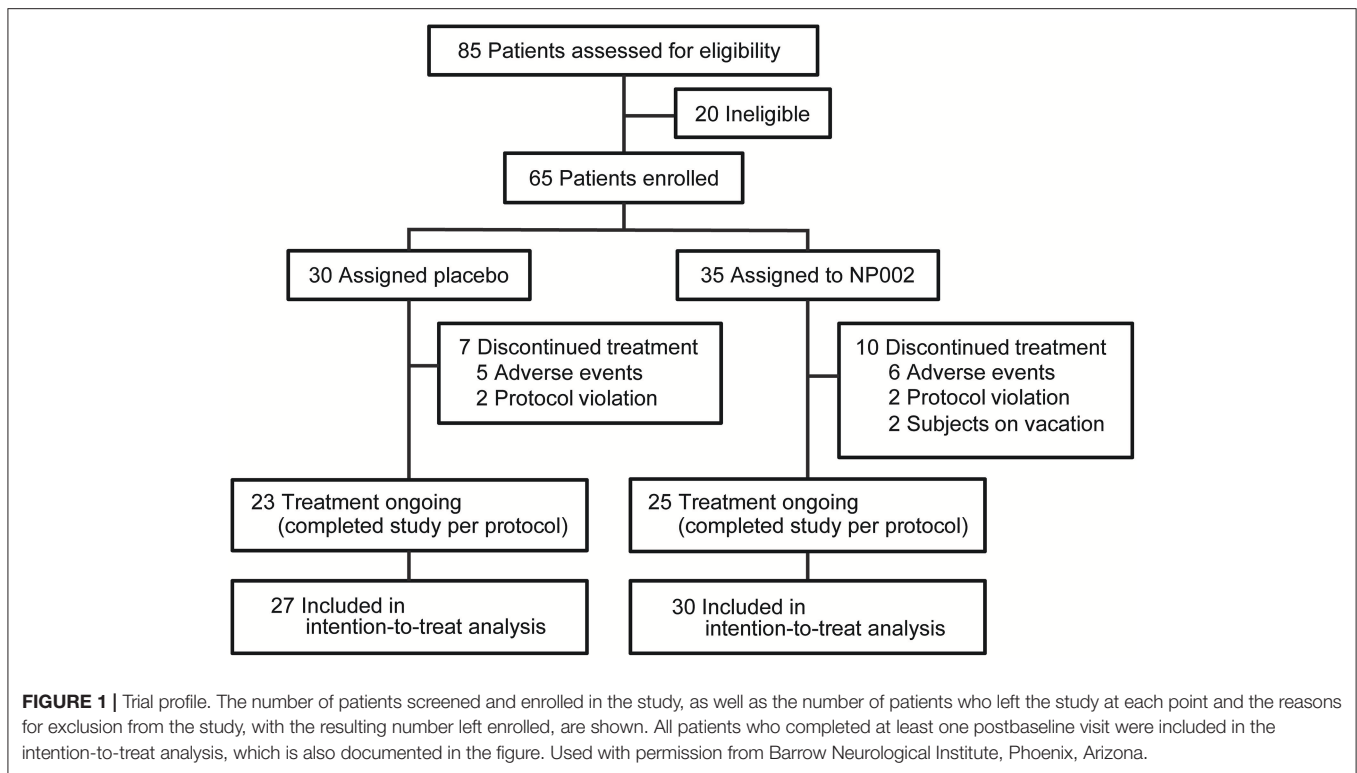 85 Patients assessed for eligibility
20 Ineligible
65 Patients enrolled
30 Assigned placebo
35 Assigned to NP002
7 Discontinued treatment
5 Adverse events
2 Protocol violation
10 Discontinued treatment
6 Adverse events
2 Protocol violation
2 Subjects on vacation
23 Treatment ongoing
(completed study per protocol)
25 Treatment ongoing
(completed study per protocol)
27 Included in
intention-to-treat analysis
30 Included in
intention-to-treat analysis
FIGURE 1 | Trial profile. The number of patients screened and enrolled in the study, as well as the number of patients who left the study at each point and the reasons
for exclusion from the study, with the resulting number left enrolled, are shown. All patients who completed at least one postbaseline visit were included in the
intention-to-treat analysis, which is also documented in the figure. Used with permission from Barrow Neurological Institute, Phoenix, Arizona.